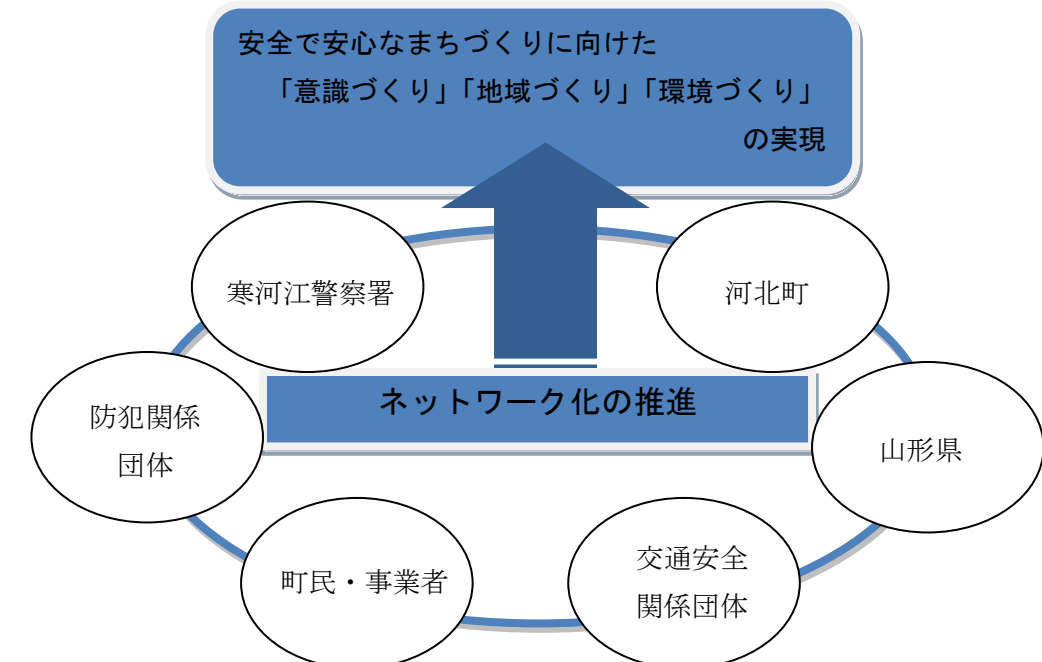 安全で安心なまちづくりに向けた
「意識づくり」「地域づくり」「環境づくり」
の実現
寒河江警察署
河北町
ネットワーク化の推進
防犯関係
団体
山形県
町民・事業者
交通安全
関係団体